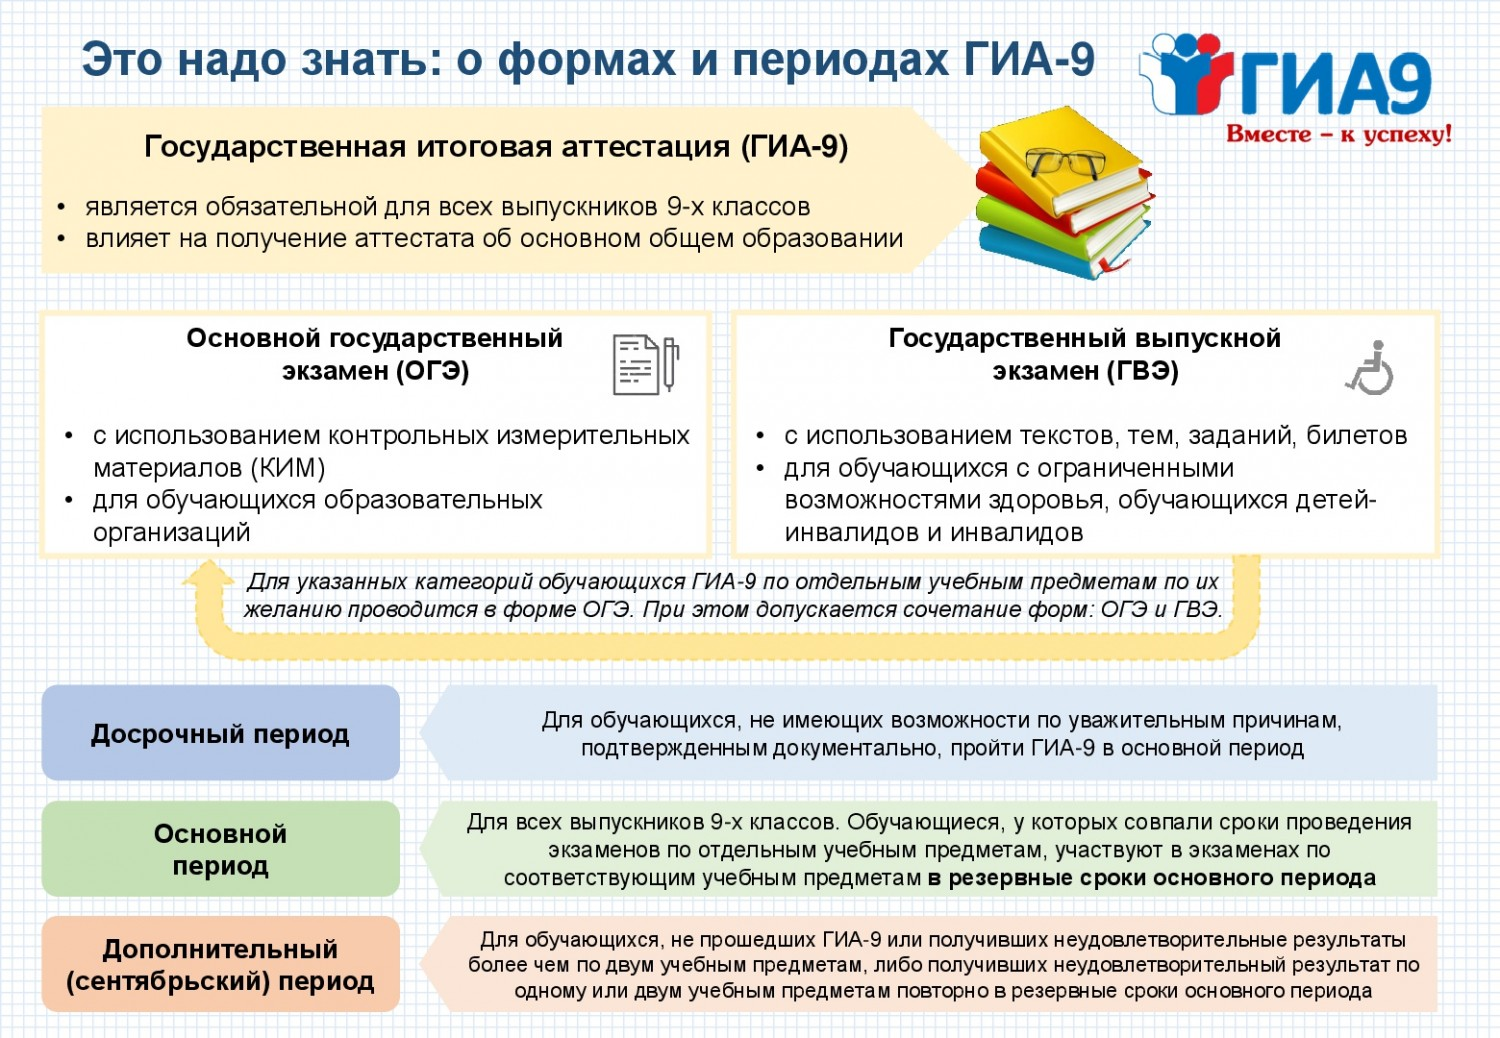 Это надо знать: о формах и периодах ГИА-9
ГИА9
Вместе – к успеху!
Государственная итоговая аттестация (ГИА-9)
• является обязательной для всех выпускников 9-х классов
• влияет на получение аттестата об основном общем образовании
Основной государственный
экзамен (ОГЭ)
• с использованием контрольных измерительных
материалов (КИМ)
• для обучающихся образовательных
организаций
Государственный выпускной
экзамен (ГВЭ)
• с использованием текстов, тем, заданий, билетов
• для обучающихся с ограниченными
возможностями здоровья, обучающихся детей-
инвалидов и инвалидов
Для указанных категорий обучающихся ГИА-9 по отдельным учебным предметам по их
желанию проводится в форме ОГЭ. При этом допускается сочетание форм: ОГЭ и ГВЭ.
Досрочный период
Для обучающихся, не имеющих возможности по уважительным причинам,
подтвержденным документально, пройти ГИА-9 в основной период
Основной
период
Для всех выпускников 9-х классов. Обучающиеся, у которых совпали сроки проведения
экзаменов по отдельным учебным предметам, участвуют в экзаменах по
соответствующим учебным предметам в резервные сроки основного периода
Дополнительный
(сентябрьский) период
Для обучающихся, не прошедших ГИА-9 или получивших неудовлетворительные результаты
более чем по двум учебным предметам, либо получивших неудовлетворительный результат по
одному или двум учебным предметам повторно в резервные сроки основного периода